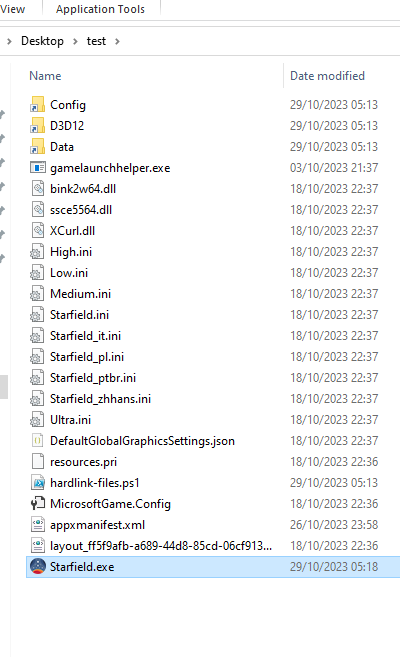 View Application Tools
Desktop test
Name Date modified
Config 29/10/2023 05:13
D3D12 29/10/2023 05:13
Data 29/10/2023 05:13
gamelaunchhelper.exe 03/10/2023 21:37
bink2w64.dll 18/10/2023 22:37
ssce5564.dll 18/10/2023 22:37
XCurl.dll 18/10/2023 22:37
High.ini 18/10/2023 22:37
Low.ini 18/10/2023 22:37
Medium.ini 18/10/2023 22:37
Starfield.ini 18/10/2023 22:37
Starfield_it.ini 18/10/2023 22:37
Starfield_pl.ini 18/10/2023 22:37
Starfield_ptbr.ini 18/10/2023 22:37
Starfield_zhhans.ini 18/10/2023 22:37
Ultra.ini 18/10/2023 22:37
DefaultGlobalGraphicsSettings.json 18/10/2023 22:37
resources.pri 18/10/2023 22:36
hardlink-files.ps1 29/10/2023 05:13
MicrosoftGame.Config 18/10/2023 22:36
appxmanifest.xml 26/10/2023 23:58
layout_ff5f9afb-a689-44d8-85cd-06cf913... 18/10/2023 22:36
Starfield.exe 29/10/2023 05:18